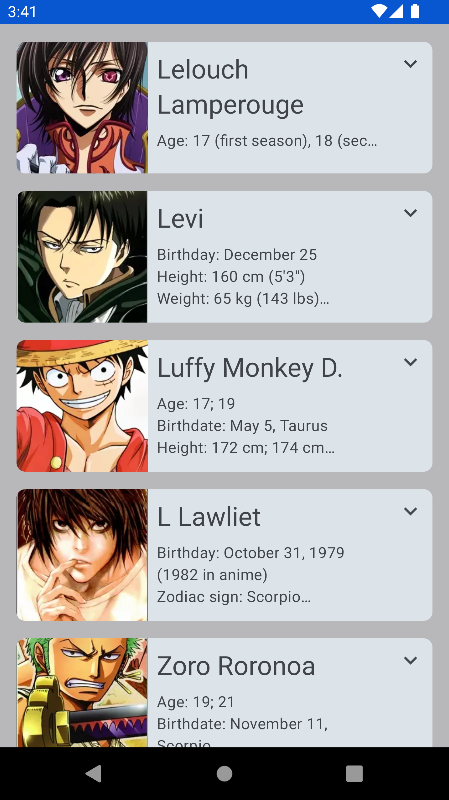 3:41
Lelouch
Lamperouge
Age: 17 (first season), 18 (sec…
Levi
Birthday: December 25
Height: 160 cm (5'3")
Weight: 65 kg (143 lbs)…
Luffy Monkey D.
Age: 17; 19
Birthdate: May 5, Taurus
Height: 172 cm; 174 cm…
L Lawliet
Birthday: October 31, 1979
(1982 in anime)
Zodiac sign: Scorpio…
Zoro Roronoa
Age: 19; 21
Birthdate: November 11,
Scorpio